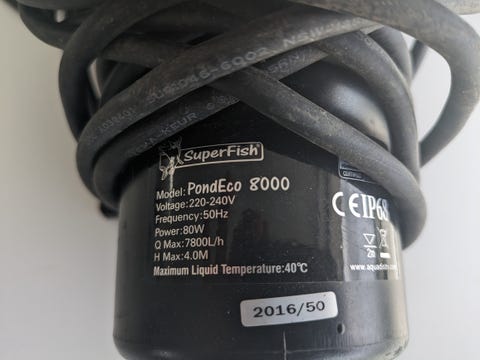 SuperFish®
Model: PondEco 8000
Voltage:220-240V
Frequency:50Hz
Power:80W
Q Max:7800L/h
H Max:4.0M
Maximum Liquid Temperature:40℃
CE IP68
2m
www.aquadistri
2016/50